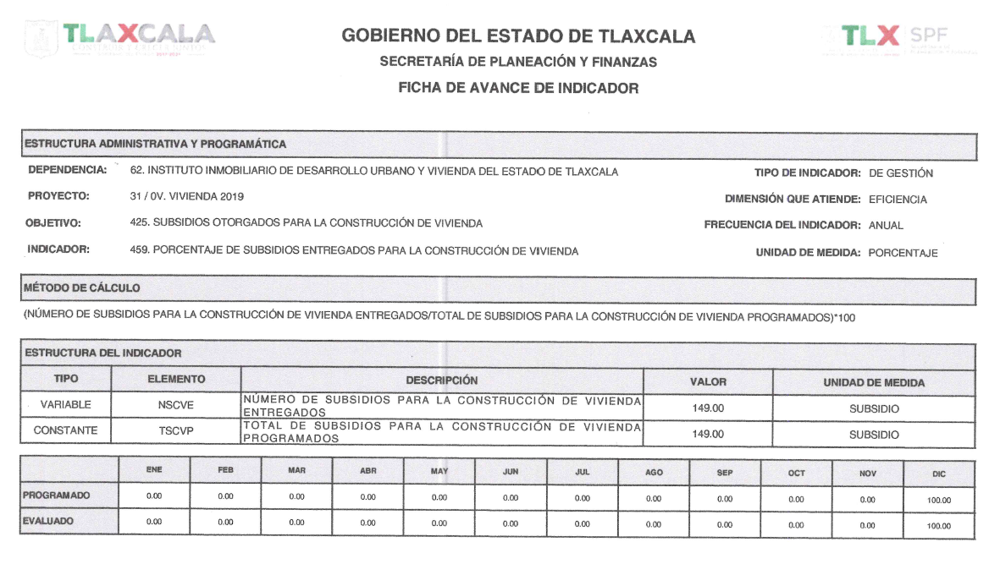 TLAXCALA
CONSTRUIR Y CRECER JUNTOS
GOBIERNO DEL ESTADO DE TLAXCALA
SECRETARÍA DE PLANEACIÓN Y FINANZAS
FICHA DE AVANCE DE INDICADOR
TLX SPF
ESTRUCTURA ADMINISTRATIVA Y PROGRAMÁTICA
DEPENDENCIA: 62. INSTITUTO INMOBILIARIO DE DESARROLLO URBANO Y VIVIENDA DEL ESTADO DE TLAXCALA TIPO DE INDICADOR: DE GESTIÓN
PROYECTO: 31 / 0V. VIVIENDA 2019 DIMENSIÓN QUE ATIENDE: EFICIENCIA
OBJETIVO: 425. SUBSIDIOS OTORGADOS PARA LA CONSTRUCCIÓN DE VIVIENDA FRECUENCIA DEL INDICADOR: ANUAL
INDICADOR: 459. PORCENTAJE DE SUBSIDIOS ENTREGADOS PARA LA CONSTRUCCIÓN DE VIVIENDA UNIDAD DE MEDIDA: PORCENTAJE
MÉTODO DE CÁLCULO
(NÚMERO DE SUBSIDIOS PARA LA CONSTRUCCIÓN DE VIVIENDA ENTREGADOS/TOTAL DE SUBSIDIOS PARA LA CONSTRUCCIÓN DE VIVIENDA PROGRAMADOS)*100
ESTRUCTURA DEL INDICADOR
TIPO ELEMENTO DESCRIPCIÓN VALOR UNIDAD DE MEDIDA
VARIABLE NSCVE NÚMERO DE SUBSIDIOS PARA LA CONSTRUCCIÓN DE VIVIENDA 149.00 SUBSIDIO
ENTREGADOS
CONSTANTE TSCVP TOTAL DE SUBSIDIOS PARA LA CONSTRUCCIÓN DE VIVIENDA 149.00 SUBSIDIO
PROGRAMADOS
ENE FEB MAR ABR MAY JUN JUL AGO SEP OCT NOV DIC
PROGRAMADO 0.00 0.00 0.00 0.00 0.00 0.00 0.00 0.00 0.00 0.00 0.00 100.00
EVALUADO 0.00 0.00 0.00 0.00 0.00 0.00 0.00 0.00 0.00 0.00 0.00 100.00